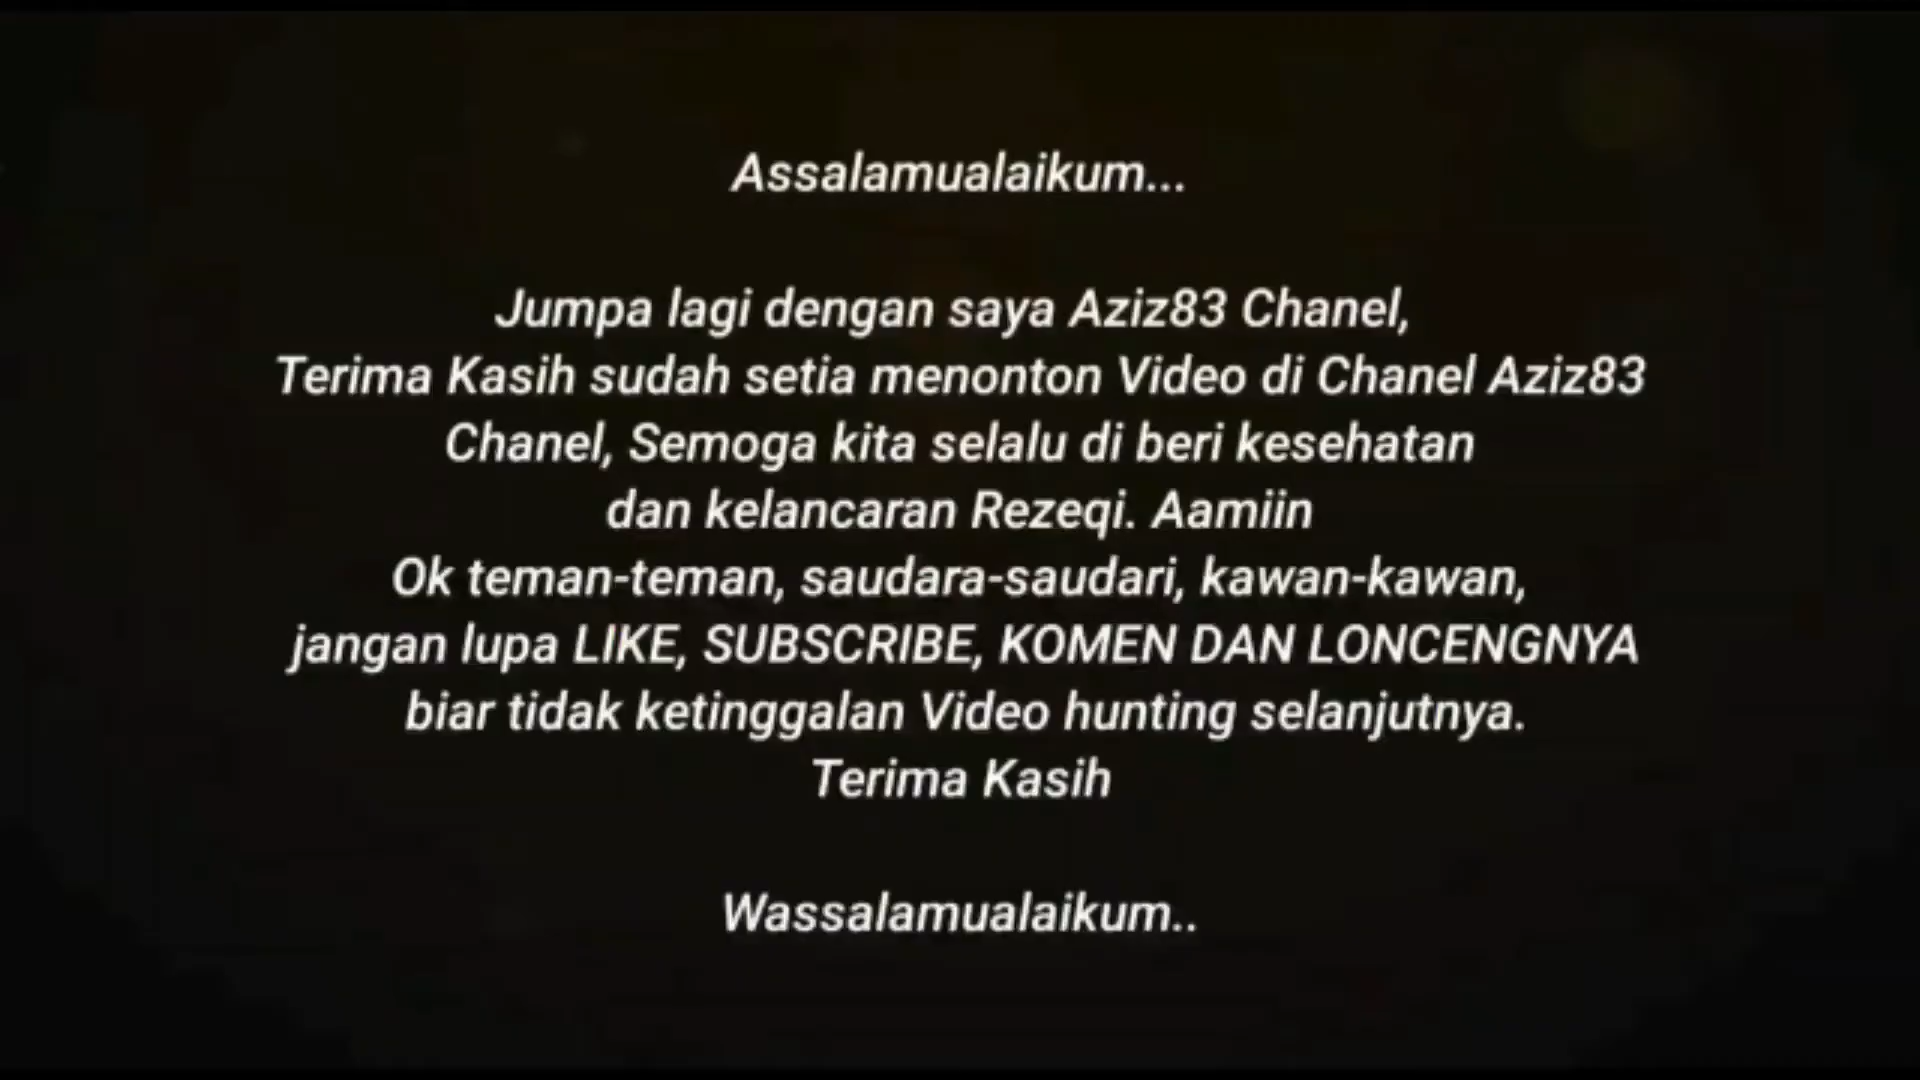 Assalamualaikum...
Jumpa lagi dengan saya Aziz83 Chanel,
Terima Kasih sudah setia menonton Video di Chanel Aziz83
Chanel, Semoga kita selalu di beri kesehatan
dan kelancaran Rezeqi. Aamiin
Ok teman-teman, saudara-saudari, kawan-kawan,
jangan lupa LIKE, SUBSCRIBE, KOMEN DAN LONCENGNYA
biar tidak ketinggalan Video hunting selanjutnya.
Terima Kasih
Wassalamualaikum..